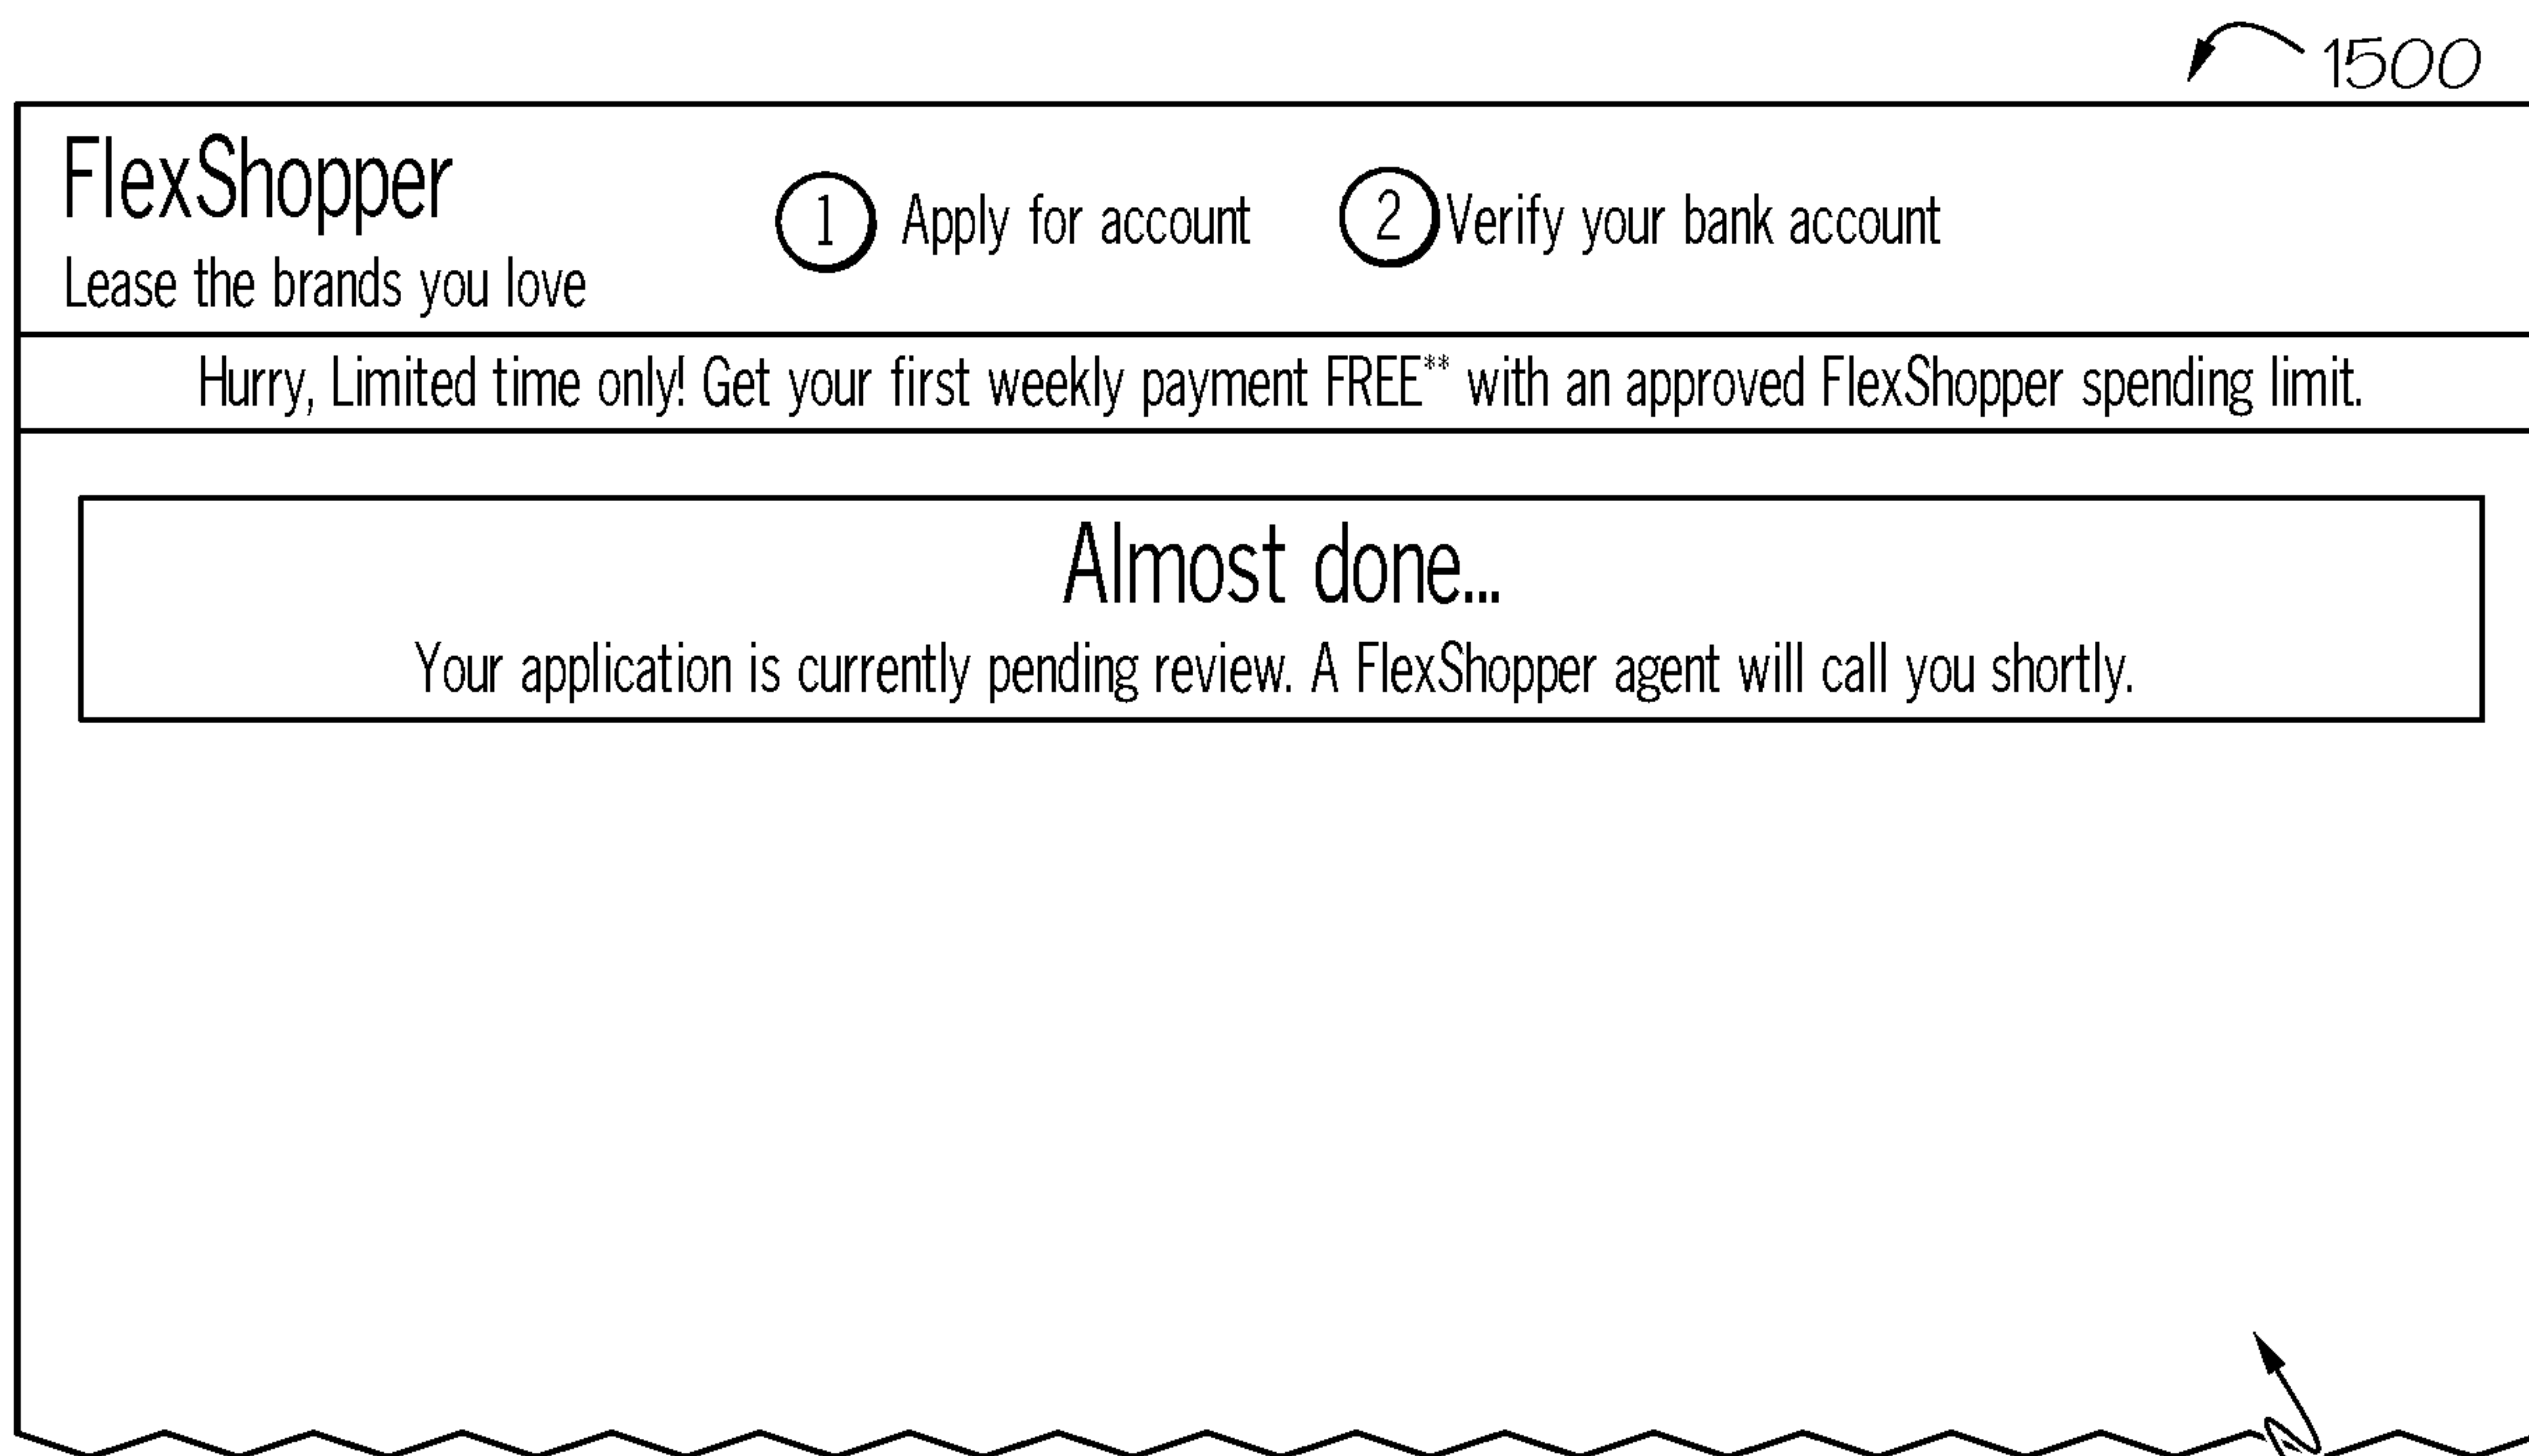 1500
FlexShopper
Lease the brands you love
1 Apply for account 2 Verify your bank account
Hurry, Limited time only! Get your first weekly payment FREE** with an approved FlexShopper spending limit.
Almost done...
Your application is currently pending review. A FlexShopper agent will call you shortly.